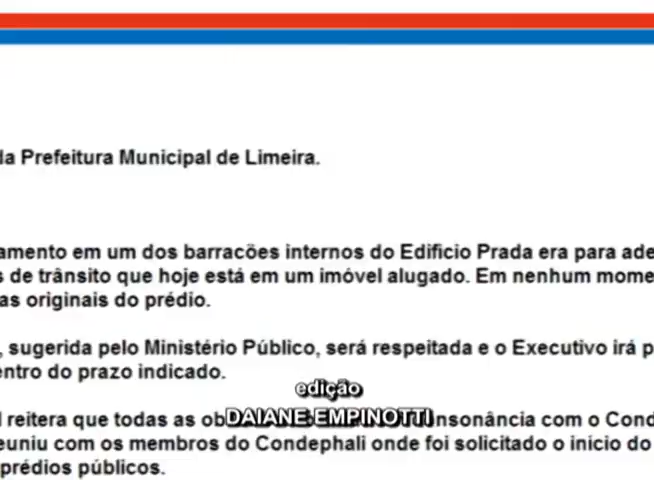 da Prefeitura Municipal de Limeira.
amento em um dos barracões internos do Edifício Prada era para ade
s de trânsito que hoje está em um imóvel alugado. Em nenhum mome
as originais do prédio.
, sugerida pelo Ministério Público, será respeitada e o Executivo irá p
entro do prazo indicado.
edição
l reitera que todas as ob
DAIANE EMPINOTTI
nsonância com o Cond
euniu com os membros do Condephali onde foi solicitado o início do
prédios públicos.